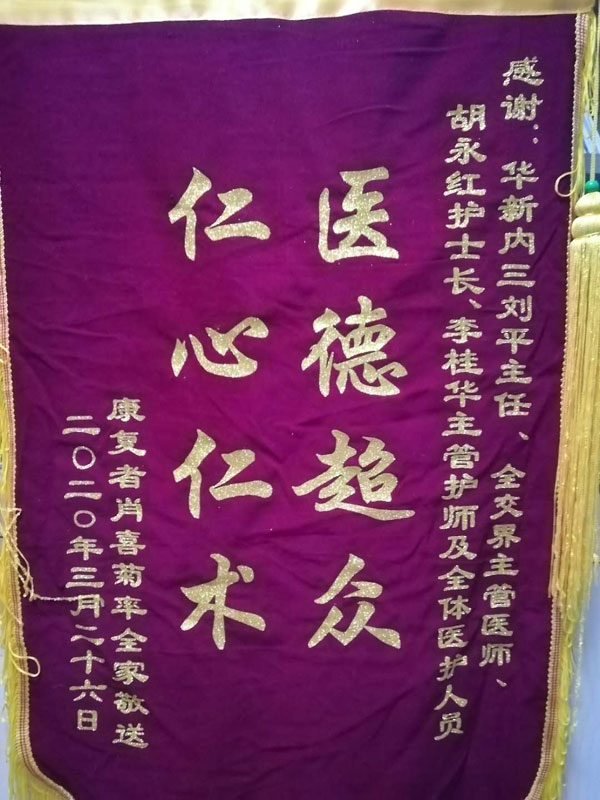 感谢：华新内三刘平主任、全交界主管医师、
胡永红护士长、李桂华主管护师及全体医护人员
医德超众
仁心仁术
康复者肖喜菊率全家敬送
二〇二〇年三月二十六日